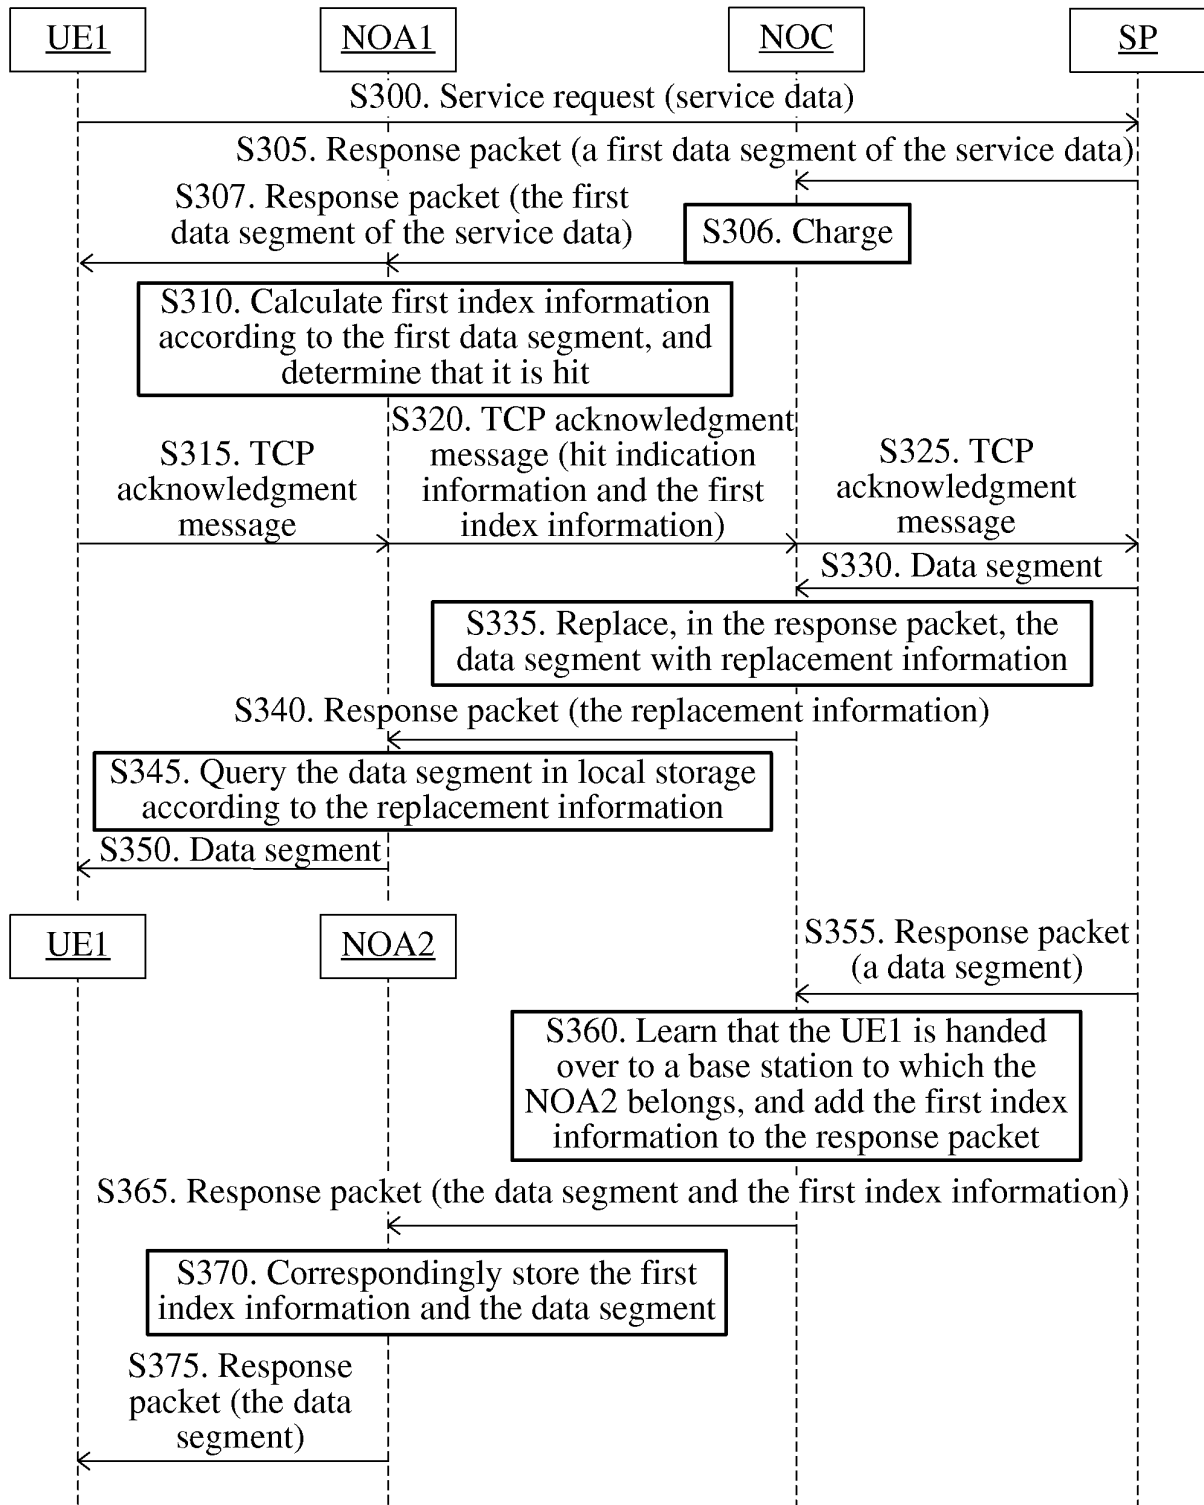 UE1
NOA1
NOC
SP
S300. Service request (service data)
S305. Response packet (a first data segment of the service data)
S307. Response packet (the first
data segment of the service data)
S306. Charge
S310. Calculate first index information
according to the first data segment, and
determine that it is hit
S315. TCP
acknowledgment
message
S320. TCP acknowledgment
message (hit indication
information and the first
index information)
S325. TCP
acknowledgment
message
S330. Data segment
S335. Replace, in the response packet, the
data segment with replacement information
S340. Response packet (the replacement information)
S345. Query the data segment in local storage
according to the replacement information
S350. Data segment
UE1
NOA2
S355. Response packet
(a data segment)
S360. Learn that the UE1 is handed
over to a base station to which the
NOA2 belongs, and add the first index
information to the response packet
S365. Response packet (the data segment and the first index information)
S370. Correspondingly store the first
index information and the data segment
S375. Response
packet (the data
segment)